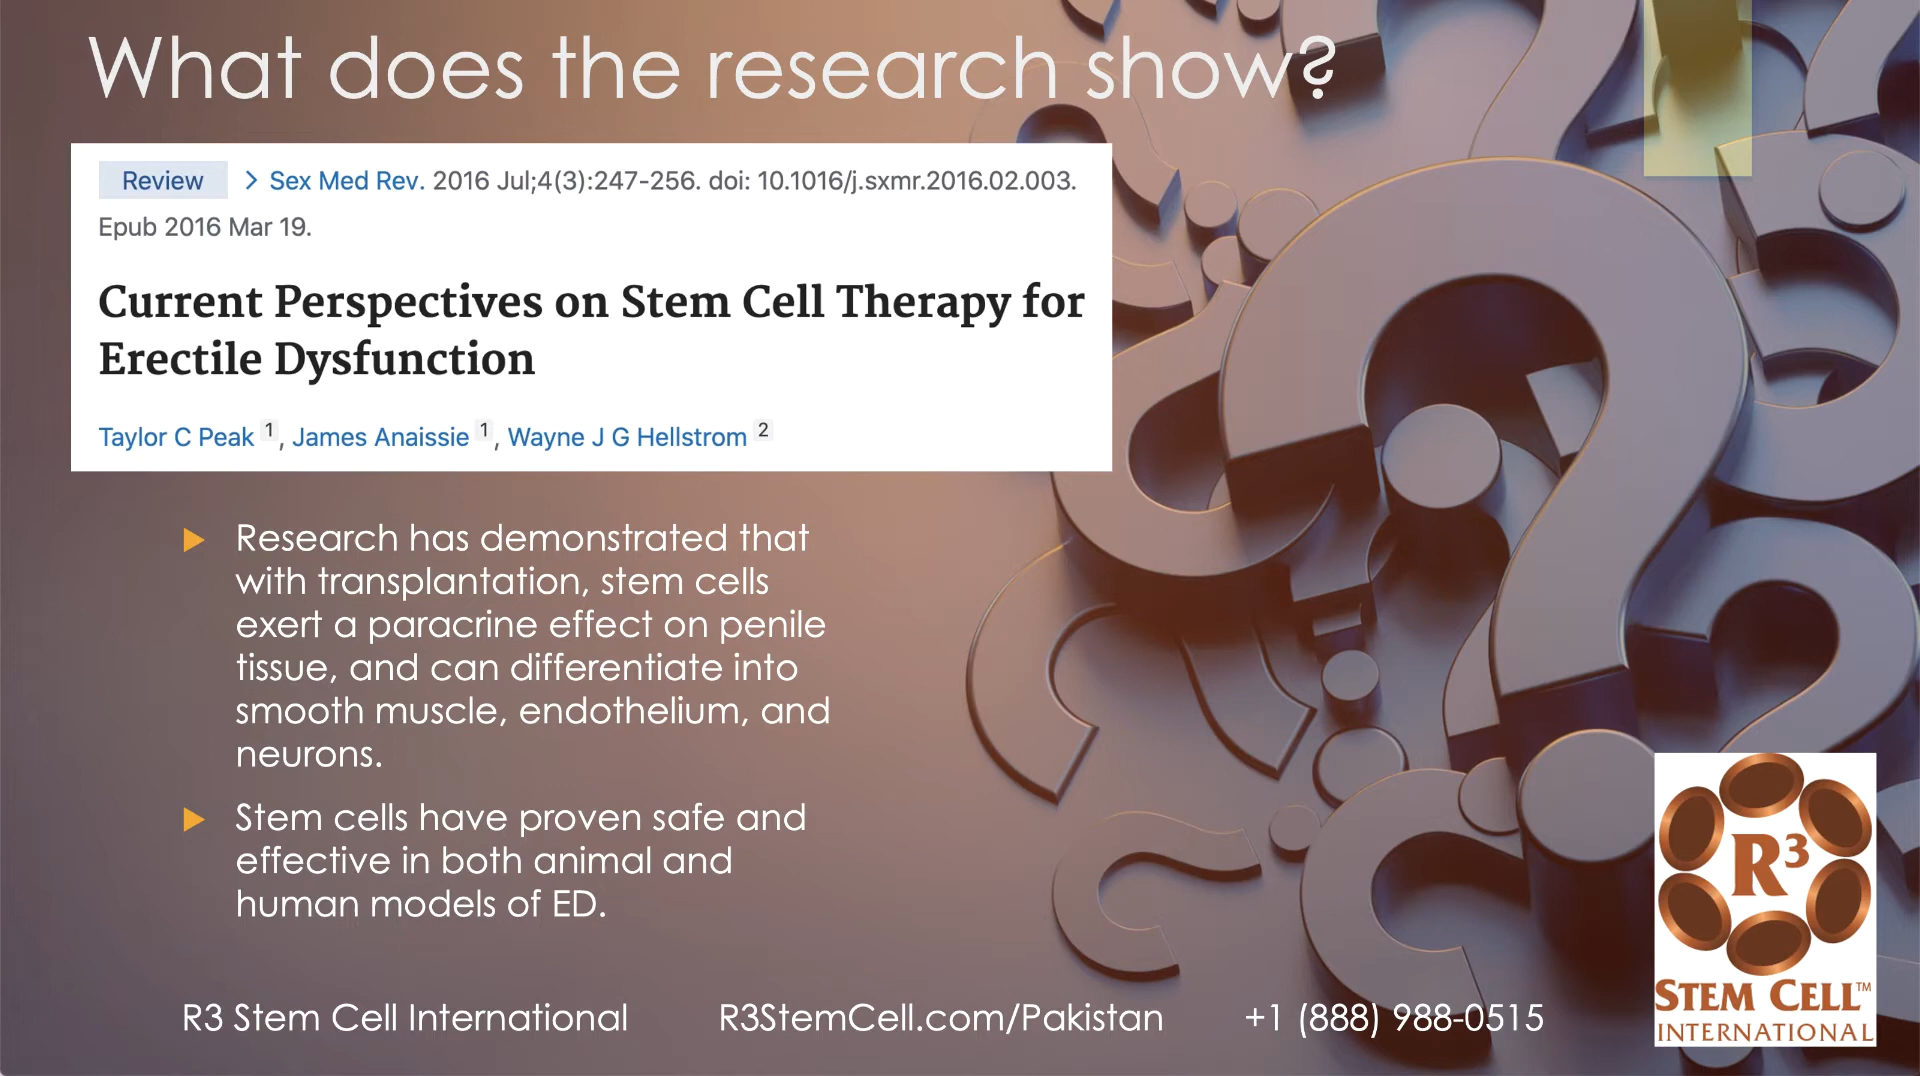 What does the research show?
Review > Sex Med Rev. 2016 Jul;4(3):247-256. doi: 10.1016/j.sxmr.2016.02.003.
Epub 2016 Mar 19.
Current Perspectives on Stem Cell Therapy for
Erectile Dysfunction
Taylor C Peak 1, James Anaissie 1, Wayne J G Hellstrom 2
Research has demonstrated that
with transplantation, stem cells
exert a paracrine effect on penile
tissue, and can differentiate into
smooth muscle, endothelium, and
neurons.
Stem cells have proven safe and
effective in both animal and
human models of ED.
R3 Stem Cell International R3StemCell.com/Pakistan +1 (888) 988-0515
R3
STEM CELL™
INTERNATIONAL